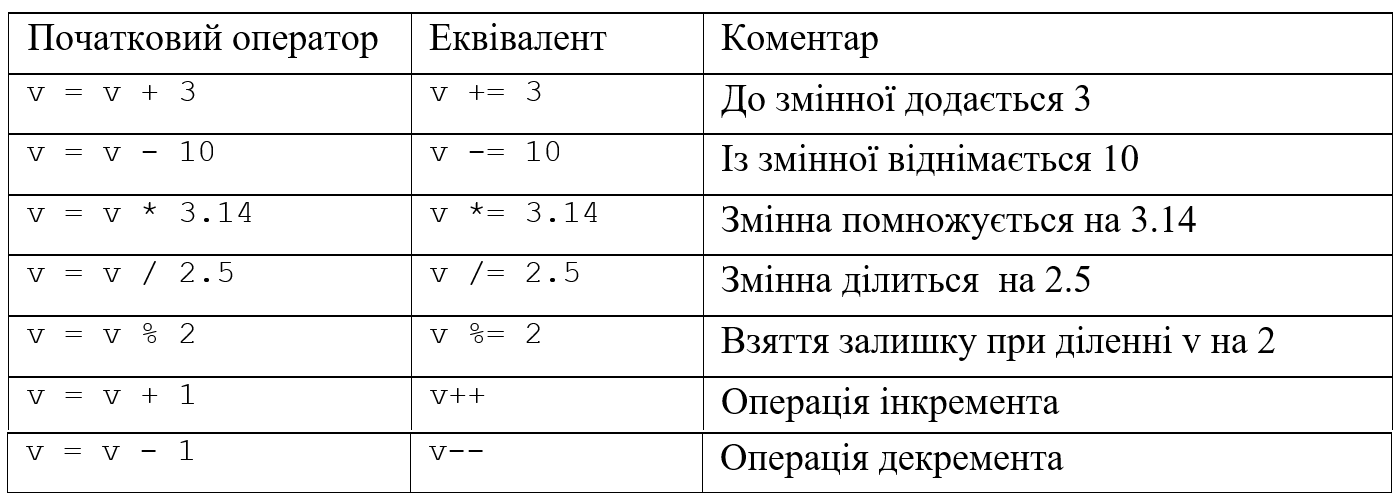 Початковий оператор Еквівалент Коментар
v = v + 3 v += 3 До змінної додається 3
v = v - 10 v -= 10 Із змінної віднімається 10
v = v * 3.14 v *= 3.14 Змінна помножується на 3.14
v = v / 2.5 v /= 2.5 Змінна ділиться на 2.5
v = v % 2 v %= 2 Взяття залишку при діленні v на 2
v = v + 1 v++ Операція інкремента
v = v - 1 v-- Операція декремента